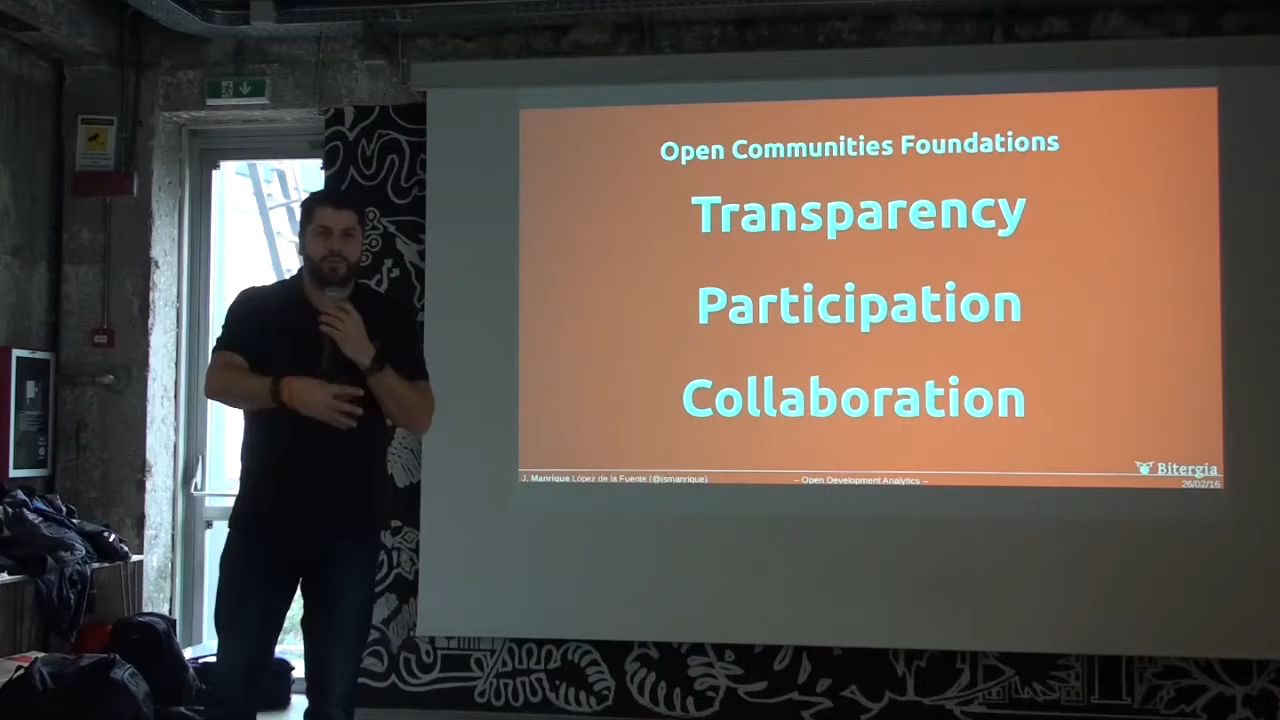 Open Communities Foundations
Transparency
Participation
Collaboration
Bitergia
J. Manrique López de la Fuente (@jsmanrique)
– Open Development Analytics –
26/02/16